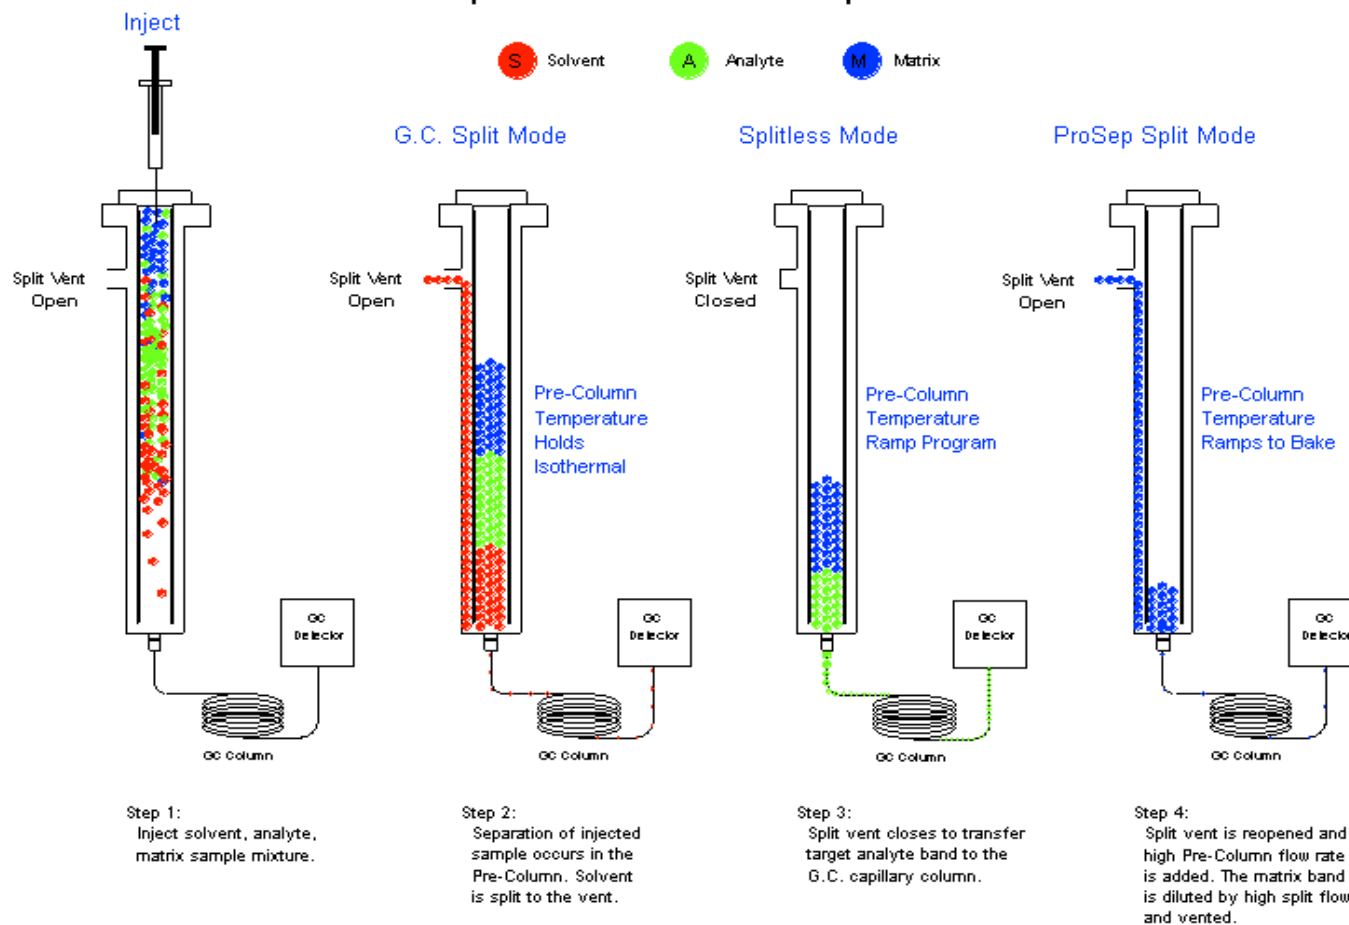 Inject
S Solvent A Analyte M Matrix
G.C. Split Mode
Splitless Mode
ProSep Split Mode
Split Vent
Open
Split Vent
Open
Pre-Column
Temperature
Holds
Isothermal
Split Vent
Closed
Pre-Column
Temperature
Ramp Program
Split Vent
Open
Pre-Column
Temperature
Ramps to Bake
GC Column
GC
Detector
GC Column
GC
Detector
GC Column
GC
Detector
GC Column
GC
Step 1:
Inject solvent, analyte,
matrix sample mixture.
Step 2:
Separation of injected
sample occurs in the
Pre-Column. Solvent
is split to the vent.
Step 3:
Split vent closes to transfer
target analyte band to the
G.C. capillary column.
Step 4:
Split vent is reopened and
high Pre-Column flow rate
is added. The matrix band
is diluted by high split flow
and vented.